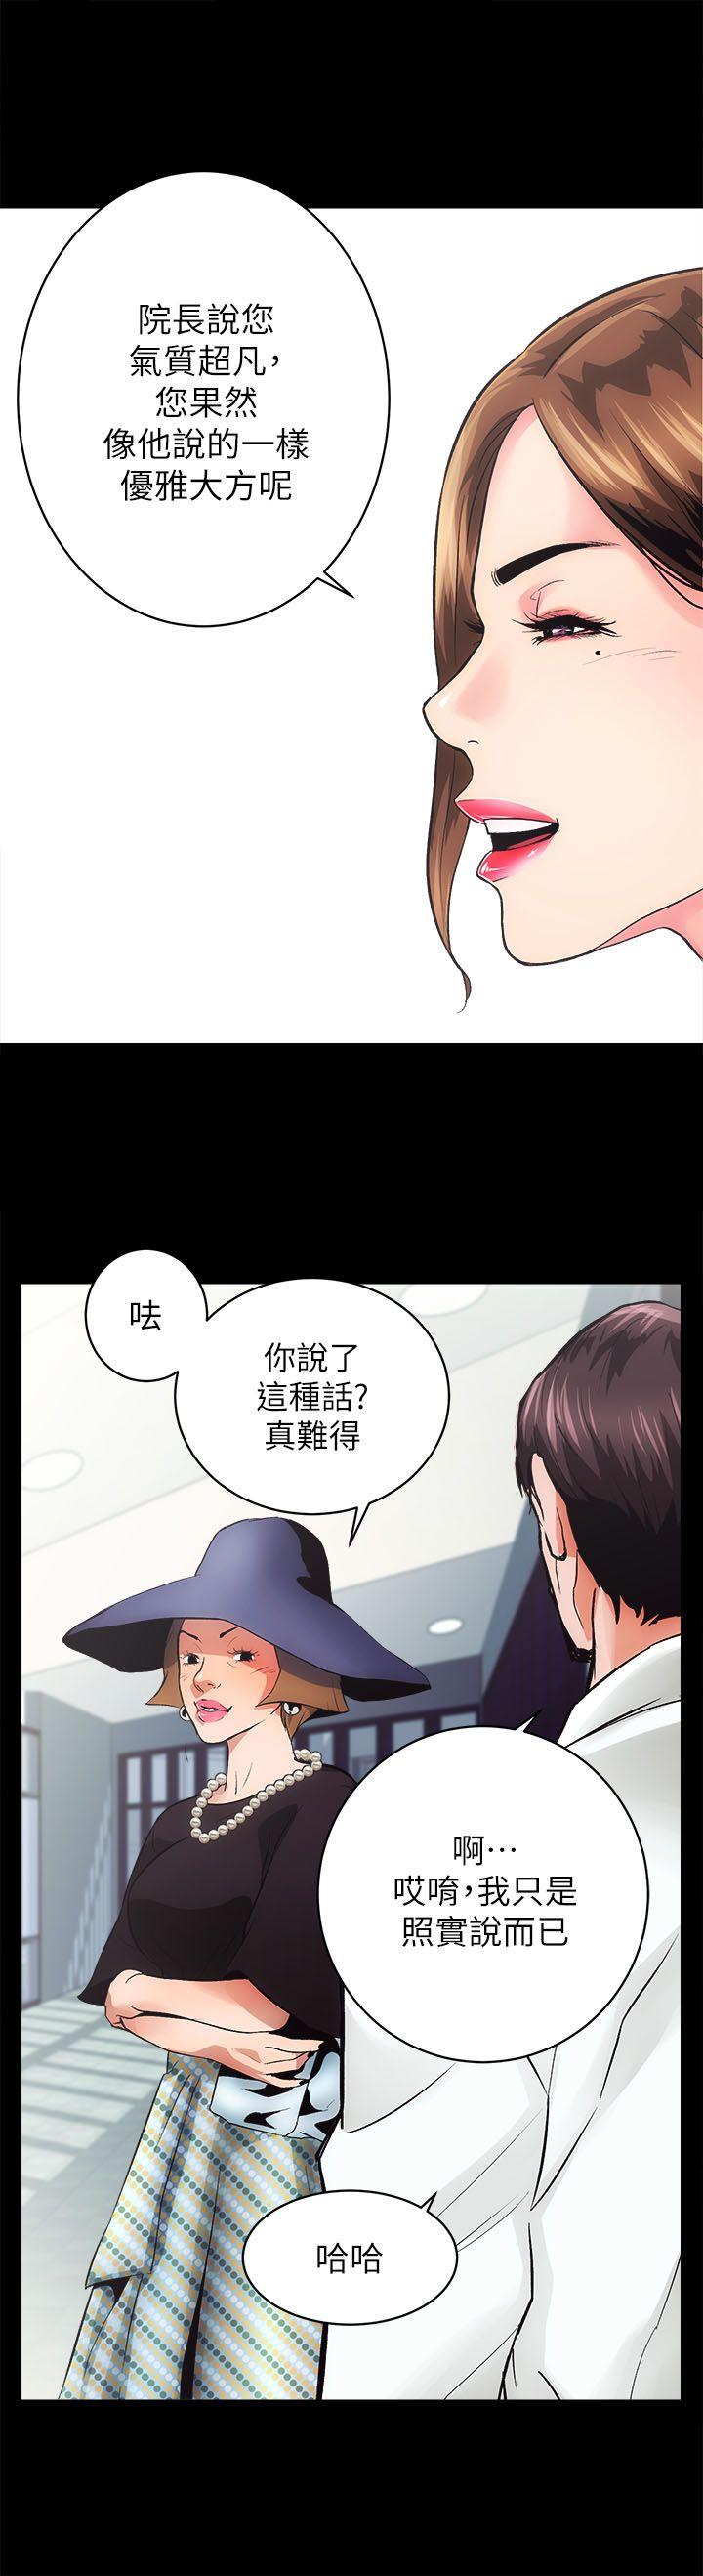 院長說您
氣質超凡,
您果然
像他說的一樣
優雅大方呢
呿
你說了
這種話?
真難得
啊⋯
哎唷,我只是
照實說而已
哈哈